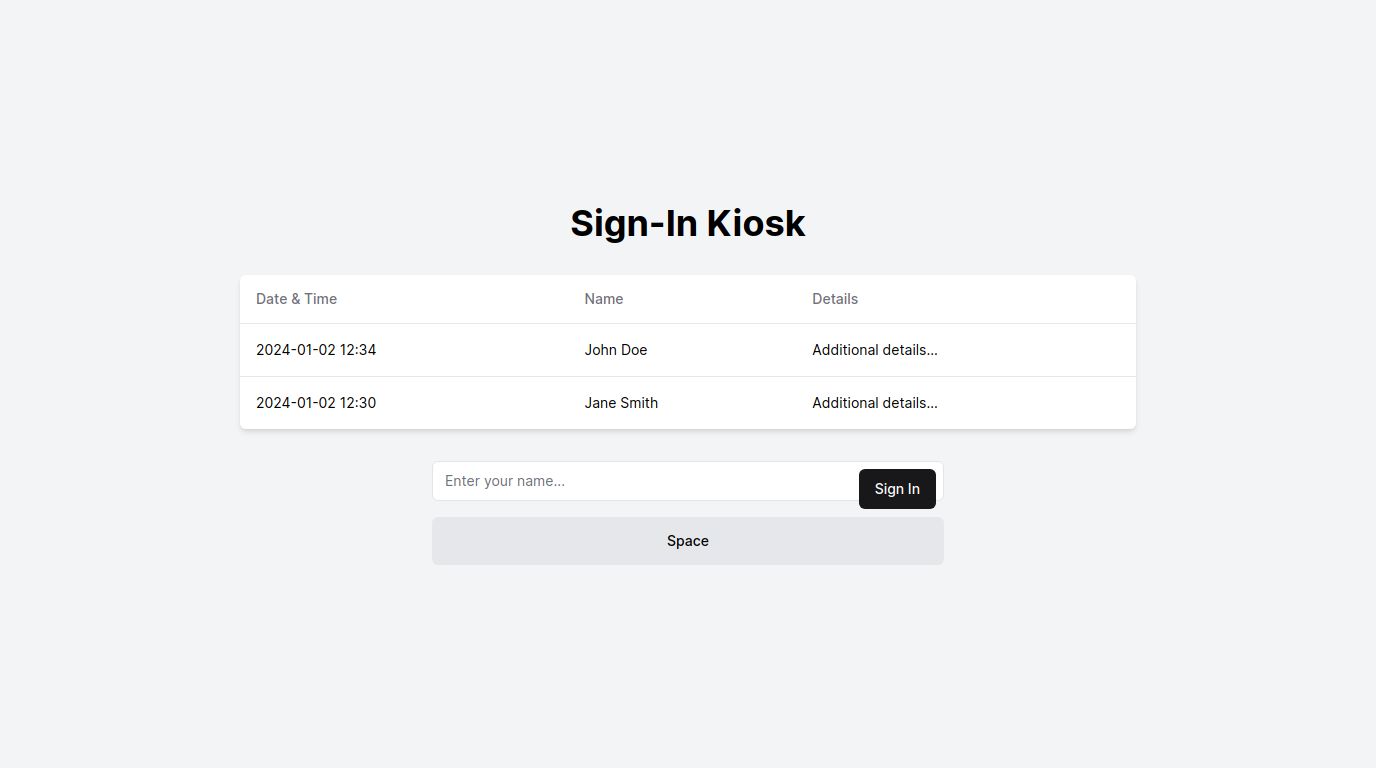 Sign-In Kiosk
Date & Time Name Details
2024-01-02 12:34 John Doe Additional details...
2024-01-02 12:30 Jane Smith Additional details...
Enter your name... Sign In
Space